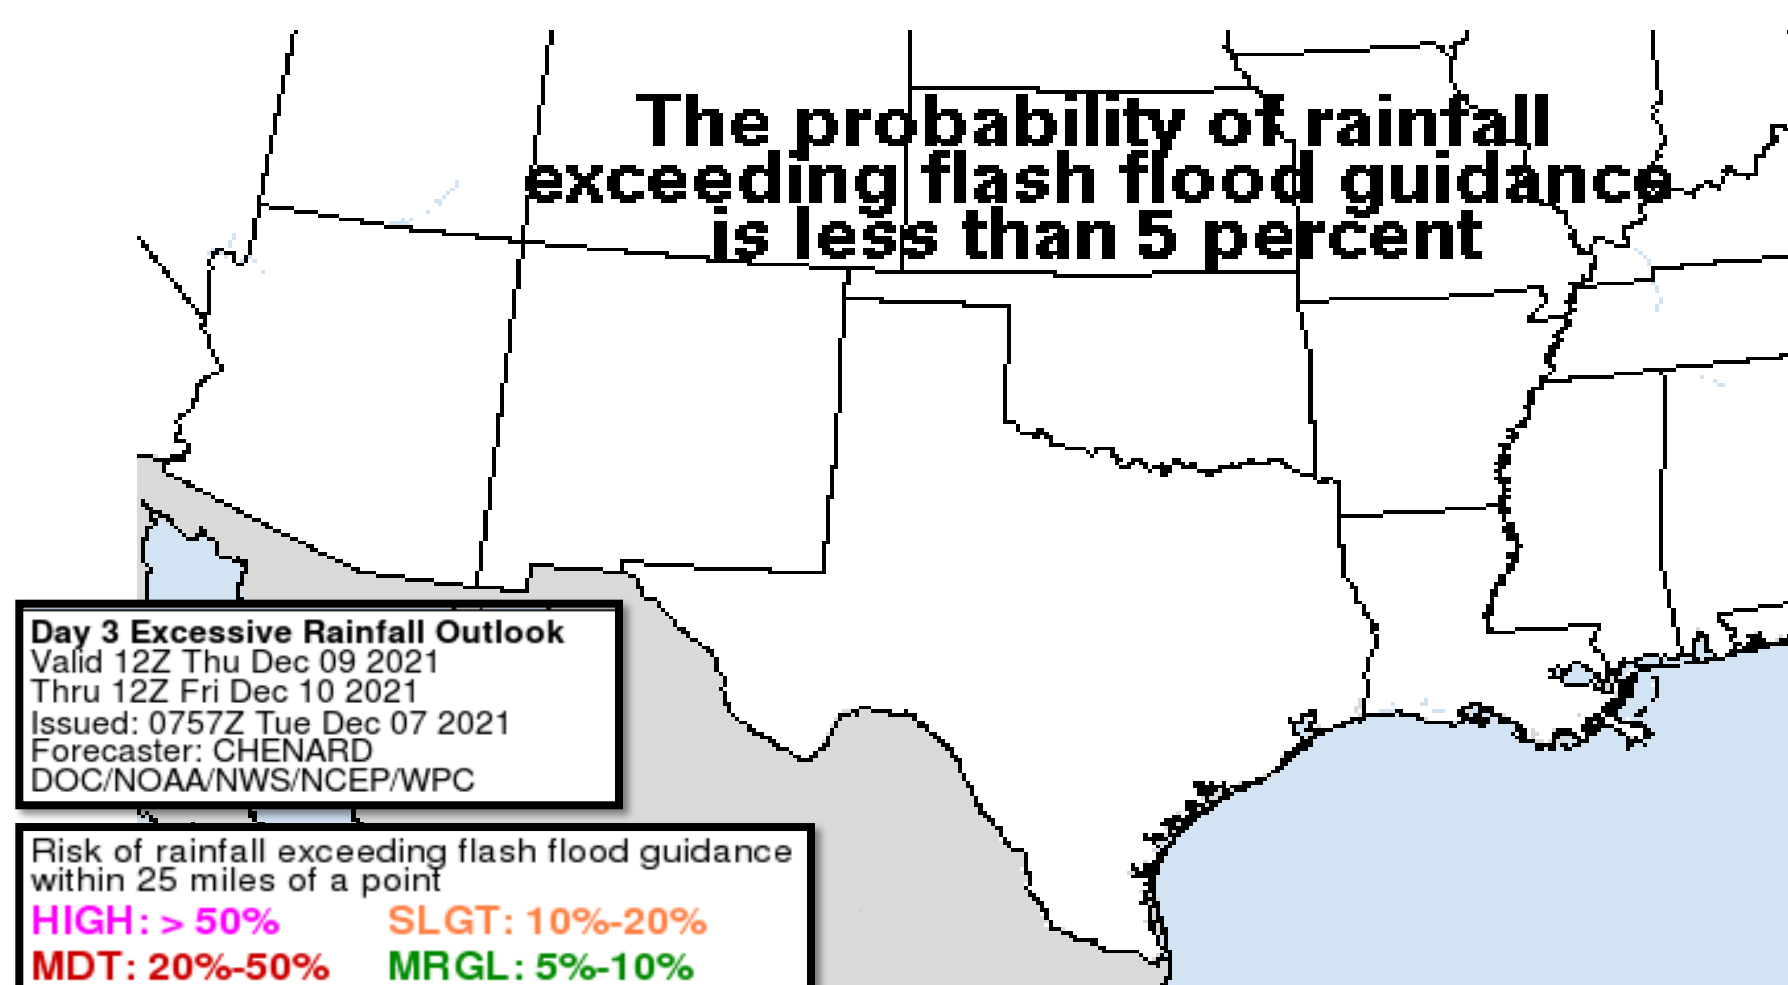 The probability of rainfall
exceeding flash flood guidance
is less than 5 percent
Day 3 Excessive Rainfall Outlook
Valid 12Z Thu Dec 09 2021
Thru 12Z Fri Dec 10 2021
Issued: 0757Z Tue Dec 07 2021
Forecaster: CHENARD
DOC/NOAA/NWS/NCEP/WPC
Risk of rainfall exceeding flash flood guidance
within 25 miles of a point
HIGH: > 50% SLGT: 10%-20%
MDT: 20%-50% MRGL: 5%-10%